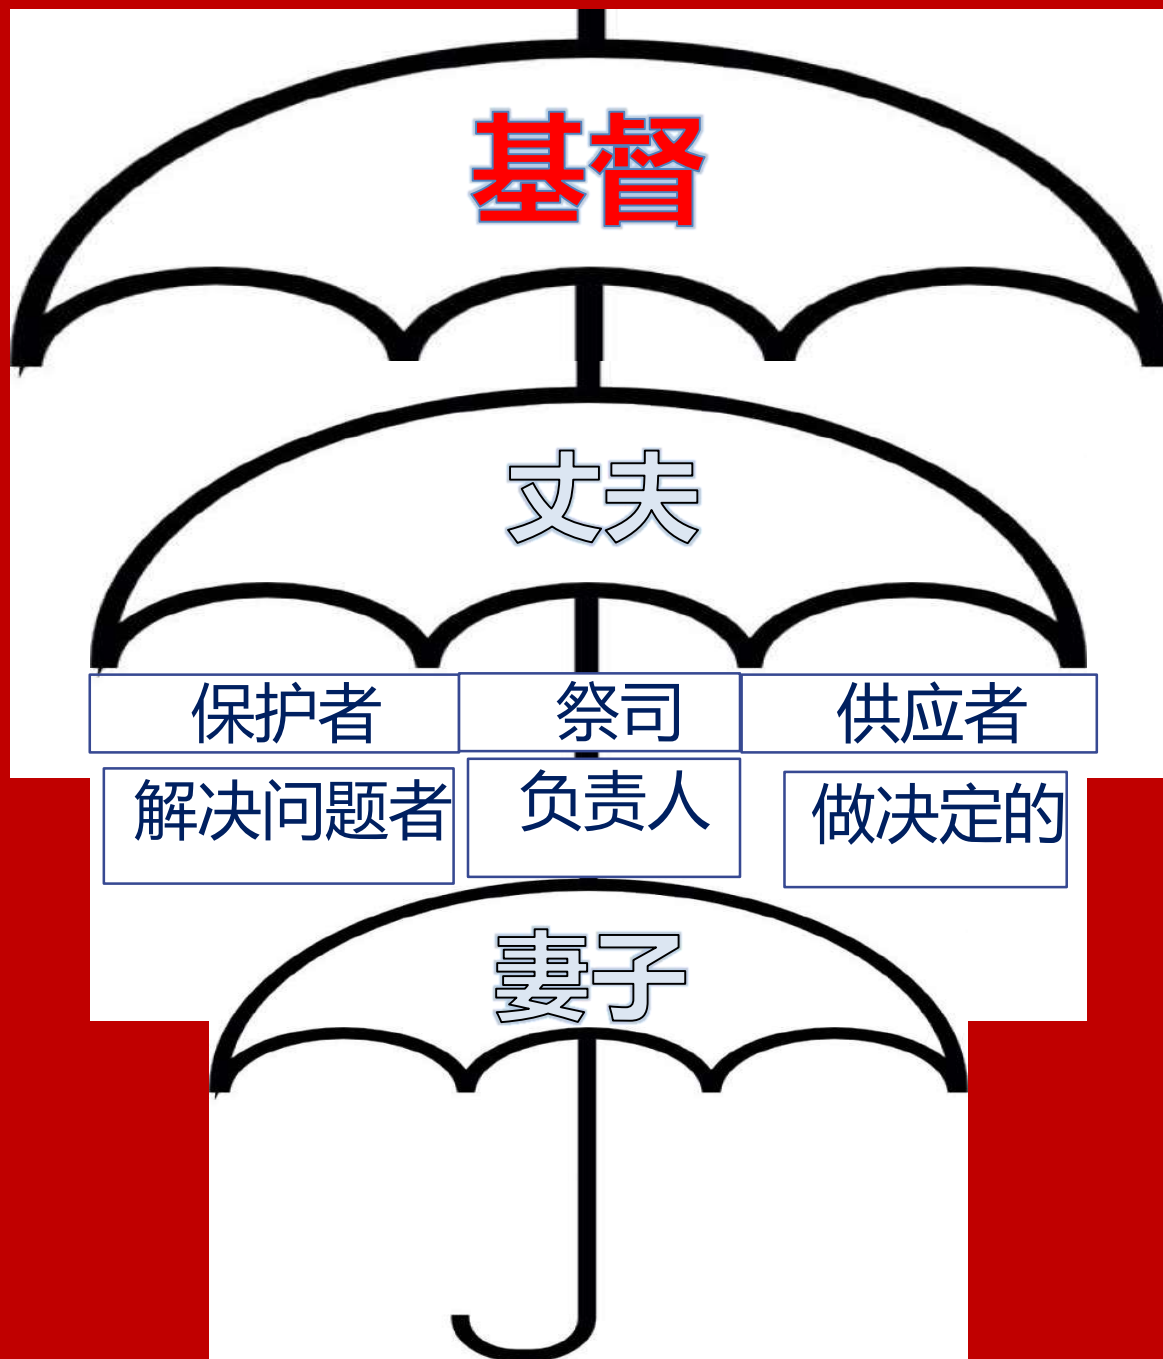 基督
丈夫
保护者 祭司 供应者
解决问题者 负责人 做决定的
妻子